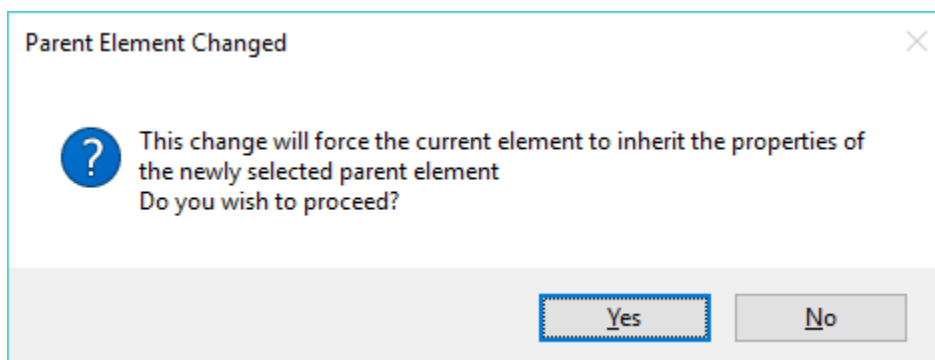 Parent Element Changed
?
This change will force the current element to inherit the properties of
the newly selected parent element
Do you wish to proceed?
Yes No